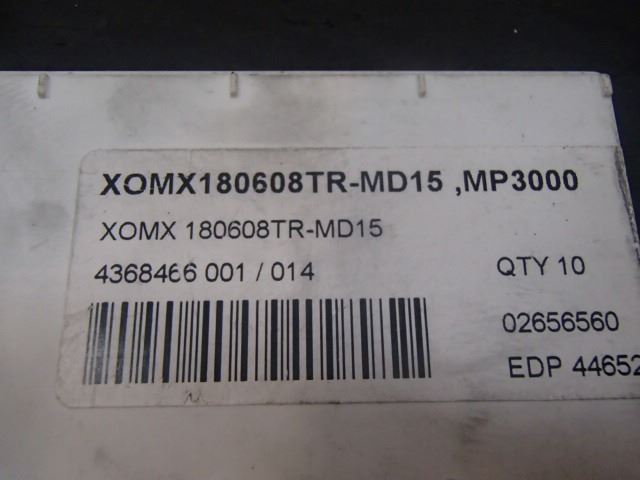 XOMX180608TR-MD15 ,MP3000
XOMX 180608TR-MD15
4368466 001 / 014
QTY 10
02656560
EDP 44652